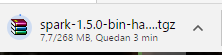 spark-1.5.0-bin-ha....tgz
7,7/268 MB, Quedan 3 min